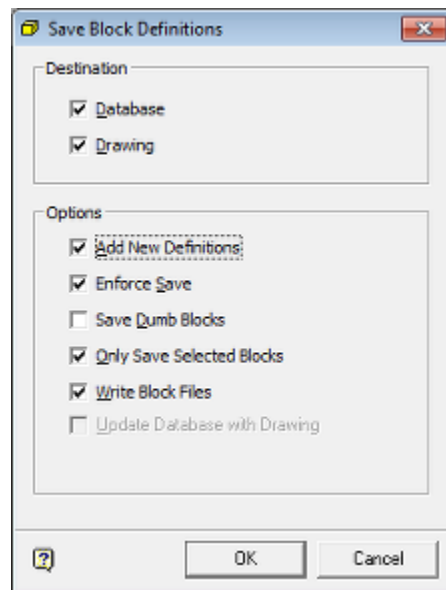 Save Block Definitions
Destination
Database
Drawing
Options
Add New Definitions
Enforce Save
Save Dumb Blocks
Only Save Selected Blocks
Write Block Files
Update Database with Drawing
OK
Cancel